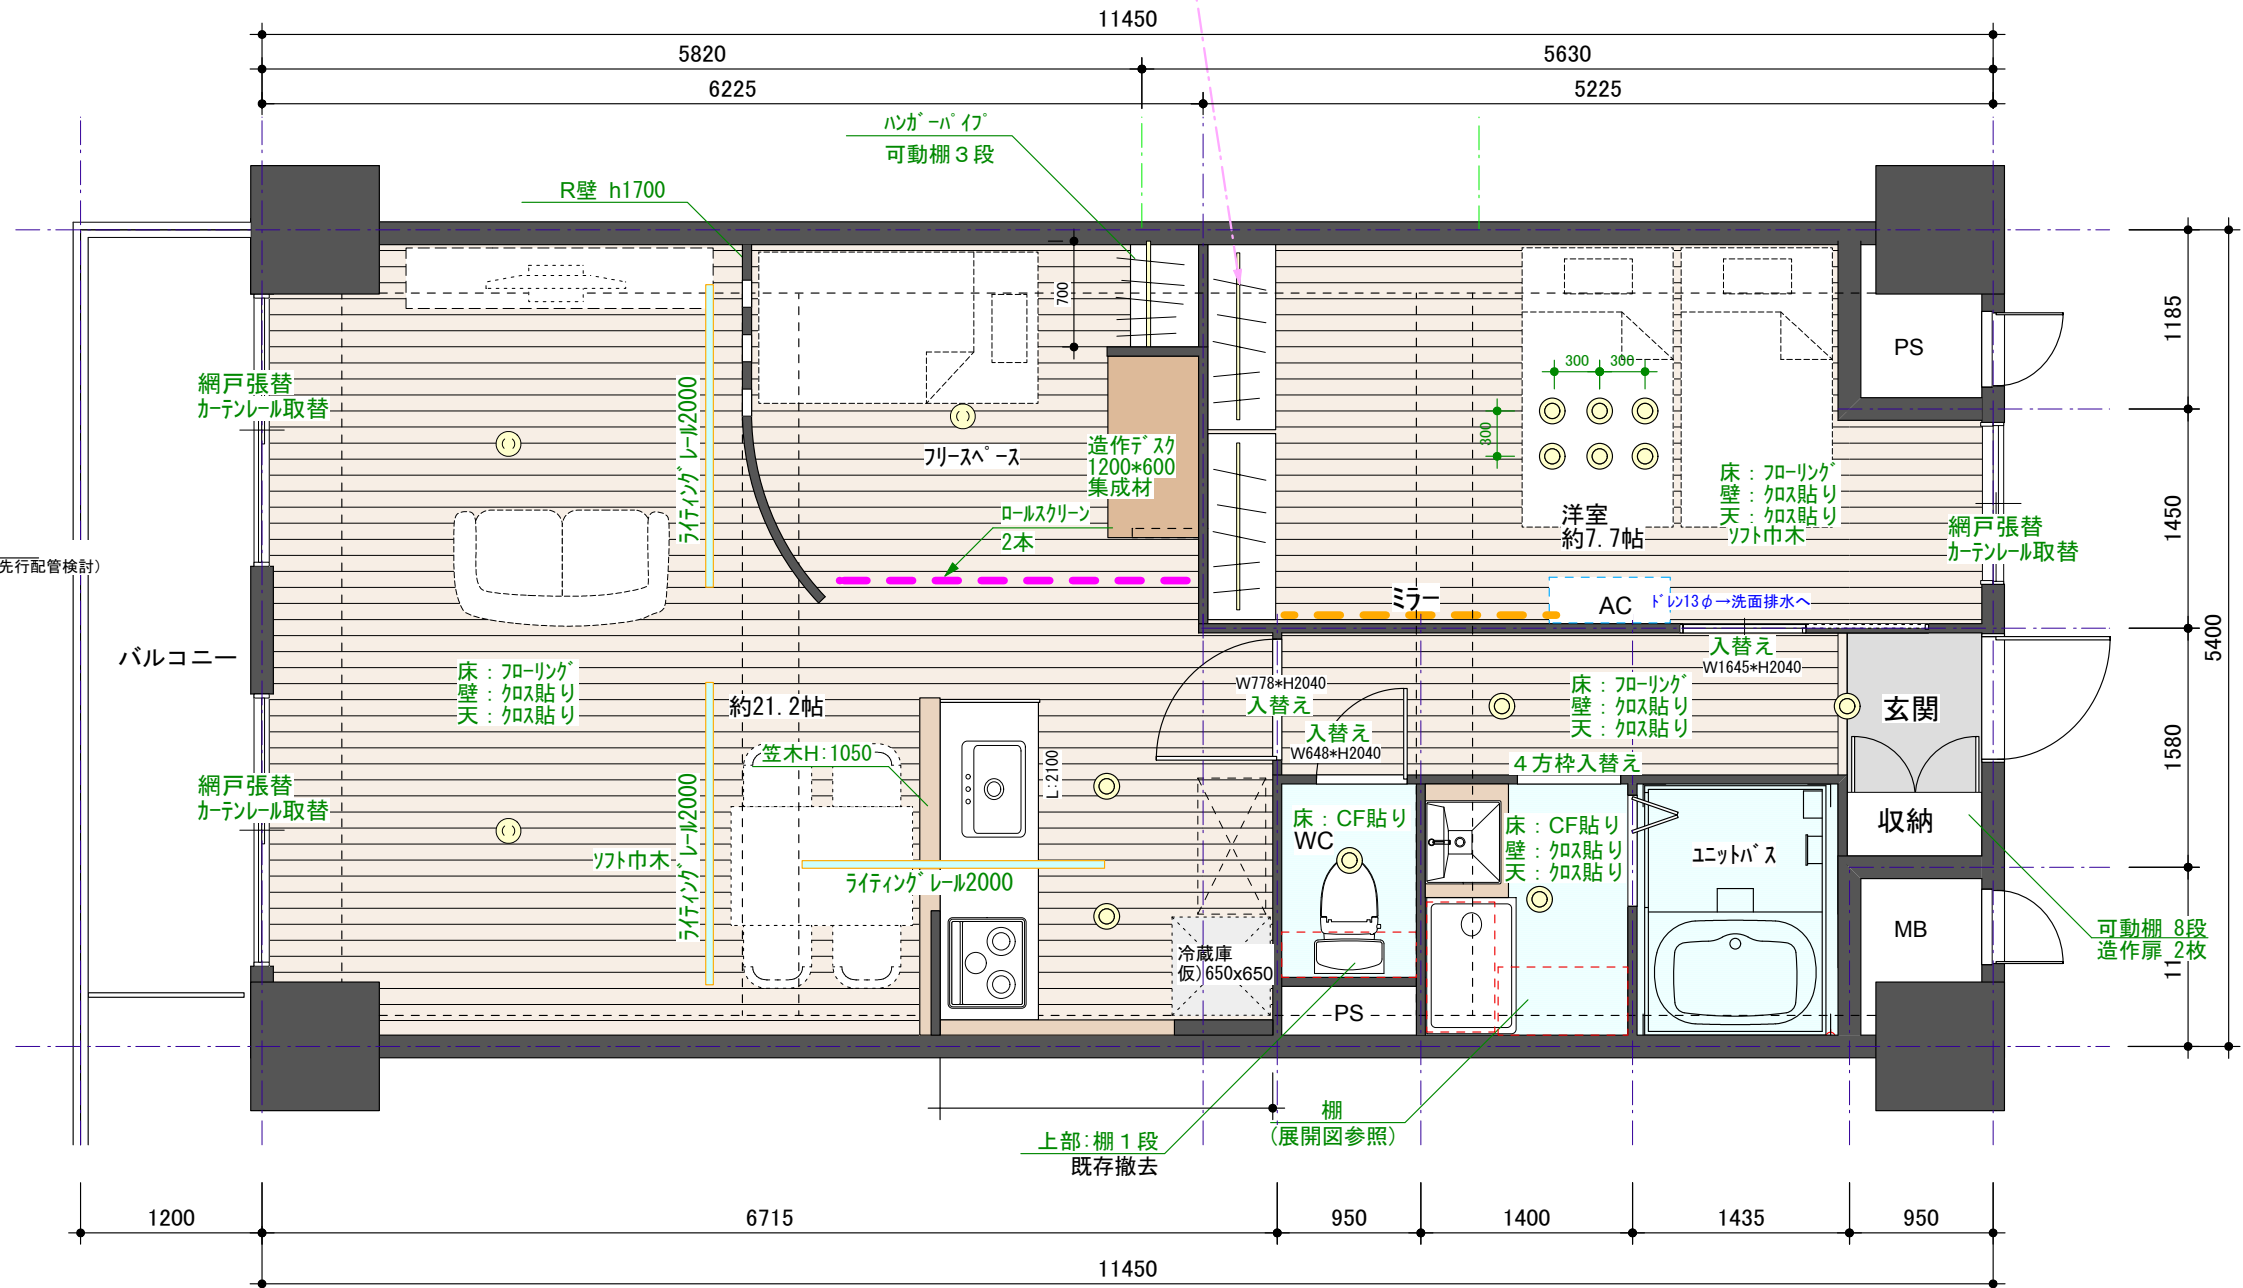 11450
5820
5630
6225
5225
ﾊﾝｶﾞｰﾊﾟｲﾌﾟ
可動棚３段
R壁 h1700
700
PS
1185
300
300
300
網戸張替
カーテンレール取替
ﾗｲﾃｨﾝｸﾞﾚｰﾙ2000
ﾌﾘｰｽﾍﾟｰｽ
造作ﾃﾞｽｸ
1200*600
集成材
ﾛｰﾙｽｸﾘｰﾝ
2本
床：ﾌﾛｰﾘﾝｸﾞ
壁：ｸﾛｽ貼り
天：ｸﾛｽ貼り
ｿﾌﾄ巾木
洋室
約7.7帖
1450
網戸張替
カーテンレール取替
先行配管検討)
ミラー
AC
ﾄﾞﾚﾝ13φ→洗面排水へ
5400
バルコニー
入替え
W1645*H2040
床：ﾌﾛｰﾘﾝｸﾞ
壁：ｸﾛｽ貼り
天：ｸﾛｽ貼り
約21.2帖
W778*H2040
入替え
床：ﾌﾛｰﾘﾝｸﾞ
壁：ｸﾛｽ貼り
天：ｸﾛｽ貼り
玄関
入替え
W648*H2040
笠木H:1050
L:2100
４方枠入替え
1580
網戸張替
カーテンレール取替
ﾗｲﾃｨﾝｸﾞﾚｰﾙ2000
床：CF貼り
WC
床：CF貼り
壁：ｸﾛｽ貼り
天：ｸﾛｽ貼り
収納
ﾕﾆｯﾄﾊﾞｽ
ｿﾌﾄ巾木
ﾗｲﾃｨﾝｸﾞﾚｰﾙ2000
冷蔵庫
仮)650x650
MB
可動棚 8段
造作扉 2枚
11
PS
棚
(展開図参照)
上部:棚１段
既存撤去
1200
6715
950
1400
1435
950
11450